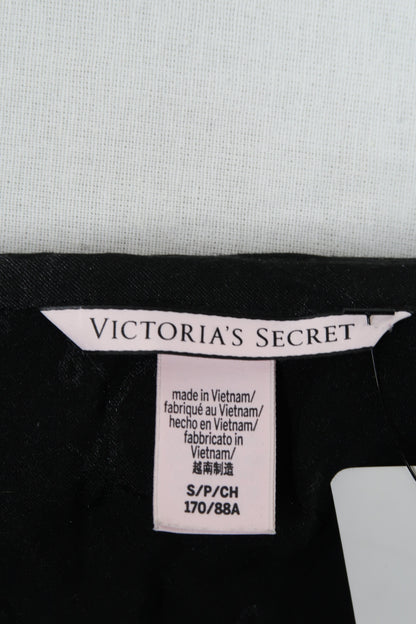 VICTORIA'S SECRET
made in Vietnam/
fabriqué au Vietnam/
hecho en Vietnam/
fabbricato in
Vietnam/
越南制造
S/P/CH
170/88A